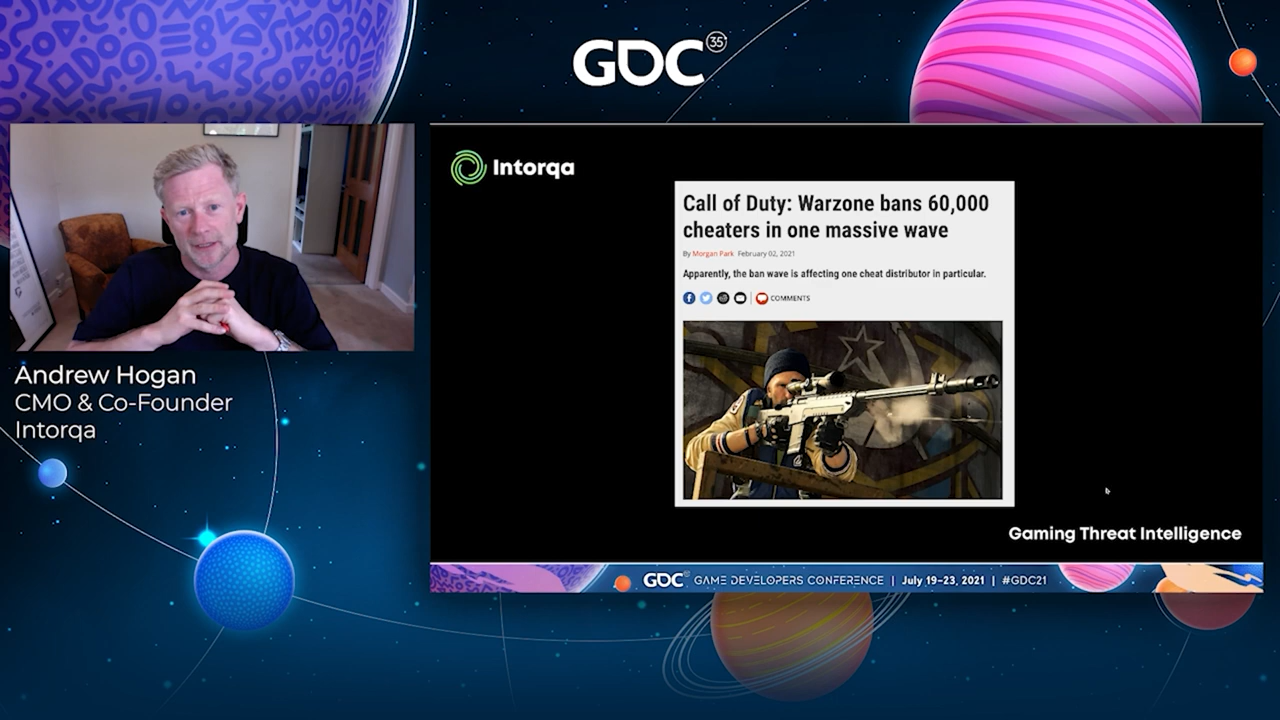 GDC 35
Intorqa
Call of Duty: Warzone bans 60,000
cheaters in one massive wave
By Morgan Park February 02, 2021
Apparently, the ban wave is affecting one cheat distributor in particular.
COMMENTS
Andrew Hogan
CMO & Co-Founder
Intorqa
Gaming Threat Intelligence
GDC GAME DEVELOPERS CONFERENCE | July 19-23, 2021 | #GDC21